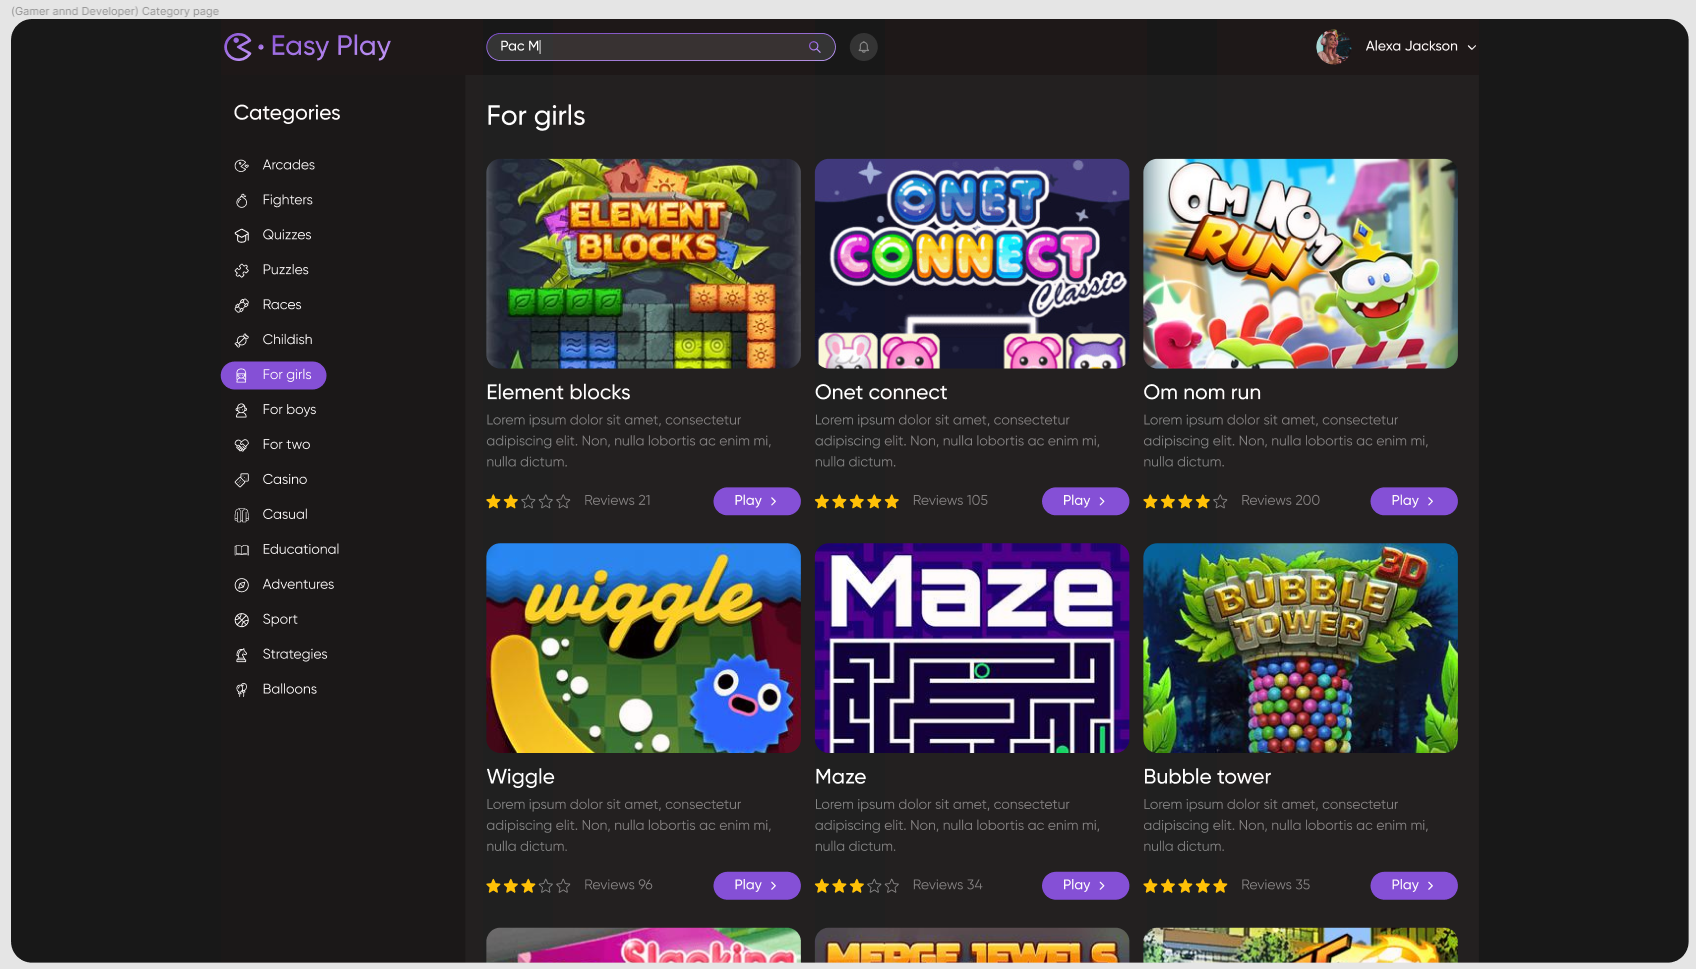 (Gamer annd Developer) Category page
Easy Play
Pac M
Alexa Jackson
Categories
Arcades
Fighters
Quizzes
Puzzles
Races
Childish
For girls
For boys
For two
Casino
Casual
Educational
Adventures
Sport
Strategies
Balloons
For girls
ELEMENT
BLOCKS
Element blocks
Lorem ipsum dolor sit amet, consectetur
adipiscing elit. Non, nulla lobortis ac enim mi,
nulla dictum.
Reviews 21
Play
ONET
CONNECT
Classic
Onet connect
Lorem ipsum dolor sit amet, consectetur
adipiscing elit. Non, nulla lobortis ac enim mi,
nulla dictum.
Reviews 105
Play
OM NOM
RUN
Om nom run
Lorem ipsum dolor sit amet, consectetur
adipiscing elit. Non, nulla lobortis ac enim mi,
nulla dictum.
Reviews 200
Play
wiggle
Wiggle
Lorem ipsum dolor sit amet, consectetur
adipiscing elit. Non, nulla lobortis ac enim mi,
nulla dictum.
Reviews 96
Play
Maze
Maze
Lorem ipsum dolor sit amet, consectetur
adipiscing elit. Non, nulla lobortis ac enim mi,
nulla dictum.
Reviews 34
Play
3D
BUBBLE
TOWER
Bubble tower
Lorem ipsum dolor sit amet, consectetur
adipiscing elit. Non, nulla lobortis ac enim mi,
nulla dictum.
Reviews 35
Play
Slacking
MERGE JEWELS